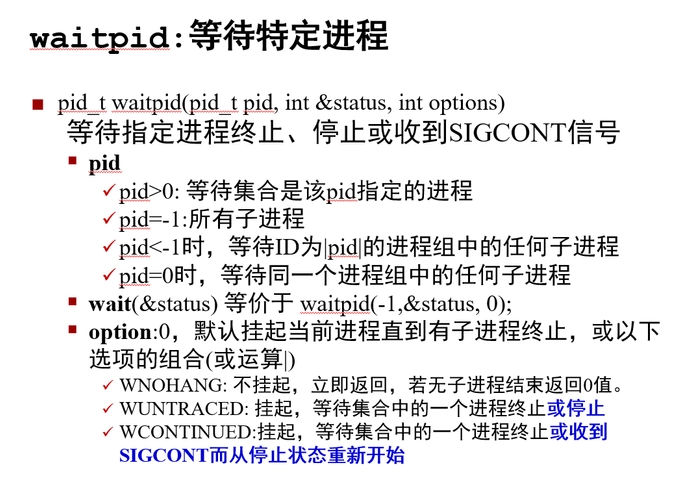 waitpid:等待特定进程
pid_t waitpid(pid_t pid, int &status, int options)
等待指定进程终止、停止或收到SIGCONT信号
pid
pid>0: 等待集合是该pid指定的进程
pid=-1:所有子进程
pid<-1时，等待ID为|pid|的进程组中的任何子进程
pid=0时，等待同一个进程组中的任何子进程
wait(&status) 等价于 waitpid(-1,&status, 0);
option:0，默认挂起当前进程直到有子进程终止，或以下
选项的组合(或运算|)
WNOHANG: 不挂起，立即返回，若无子进程结束返回0值。
WUNTRACED: 挂起，等待集合中的一个进程终止或停止
WCONTINUED:挂起，等待集合中的一个进程终止或收到
SIGCONT而从停止状态重新开始